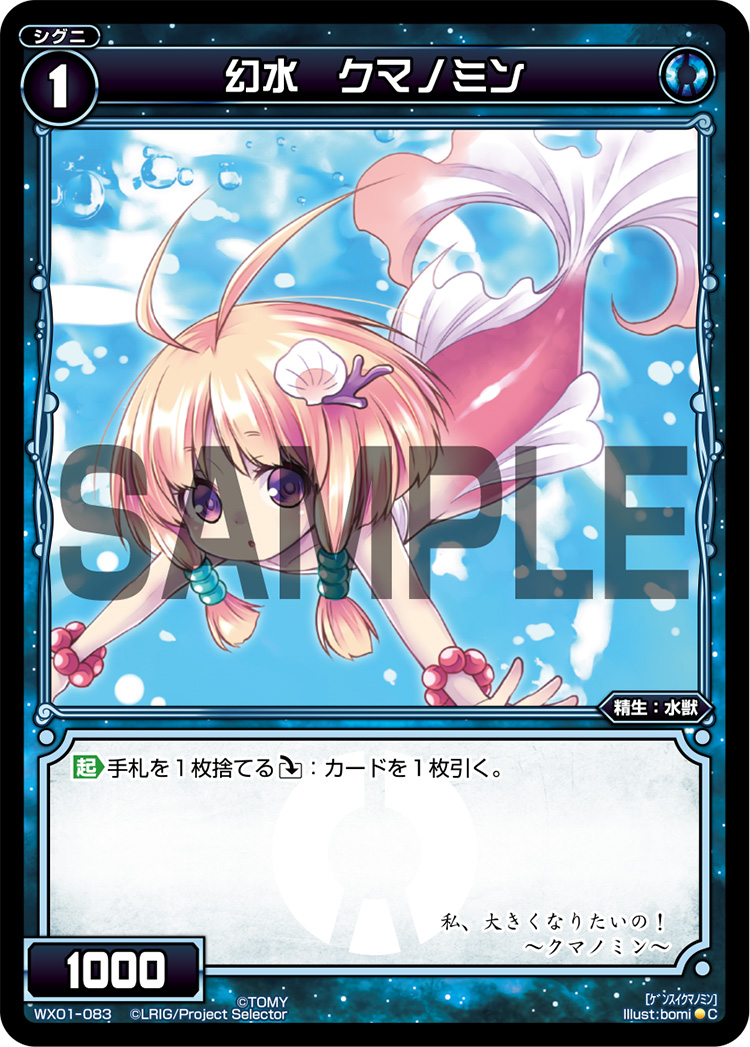 シグニ
1
幻水 クマノミン
SAMPLE
精生：水獣
起 手札を1枚捨てる：カードを1枚引く。
私、大きくなりたいの！
～クマノミン～
1000
©TOMY
[ｹﾞﾝｽｲｸﾏﾉﾐﾝ]
WX01-083 ©LRIG/Project Selector
Illust:bomi C